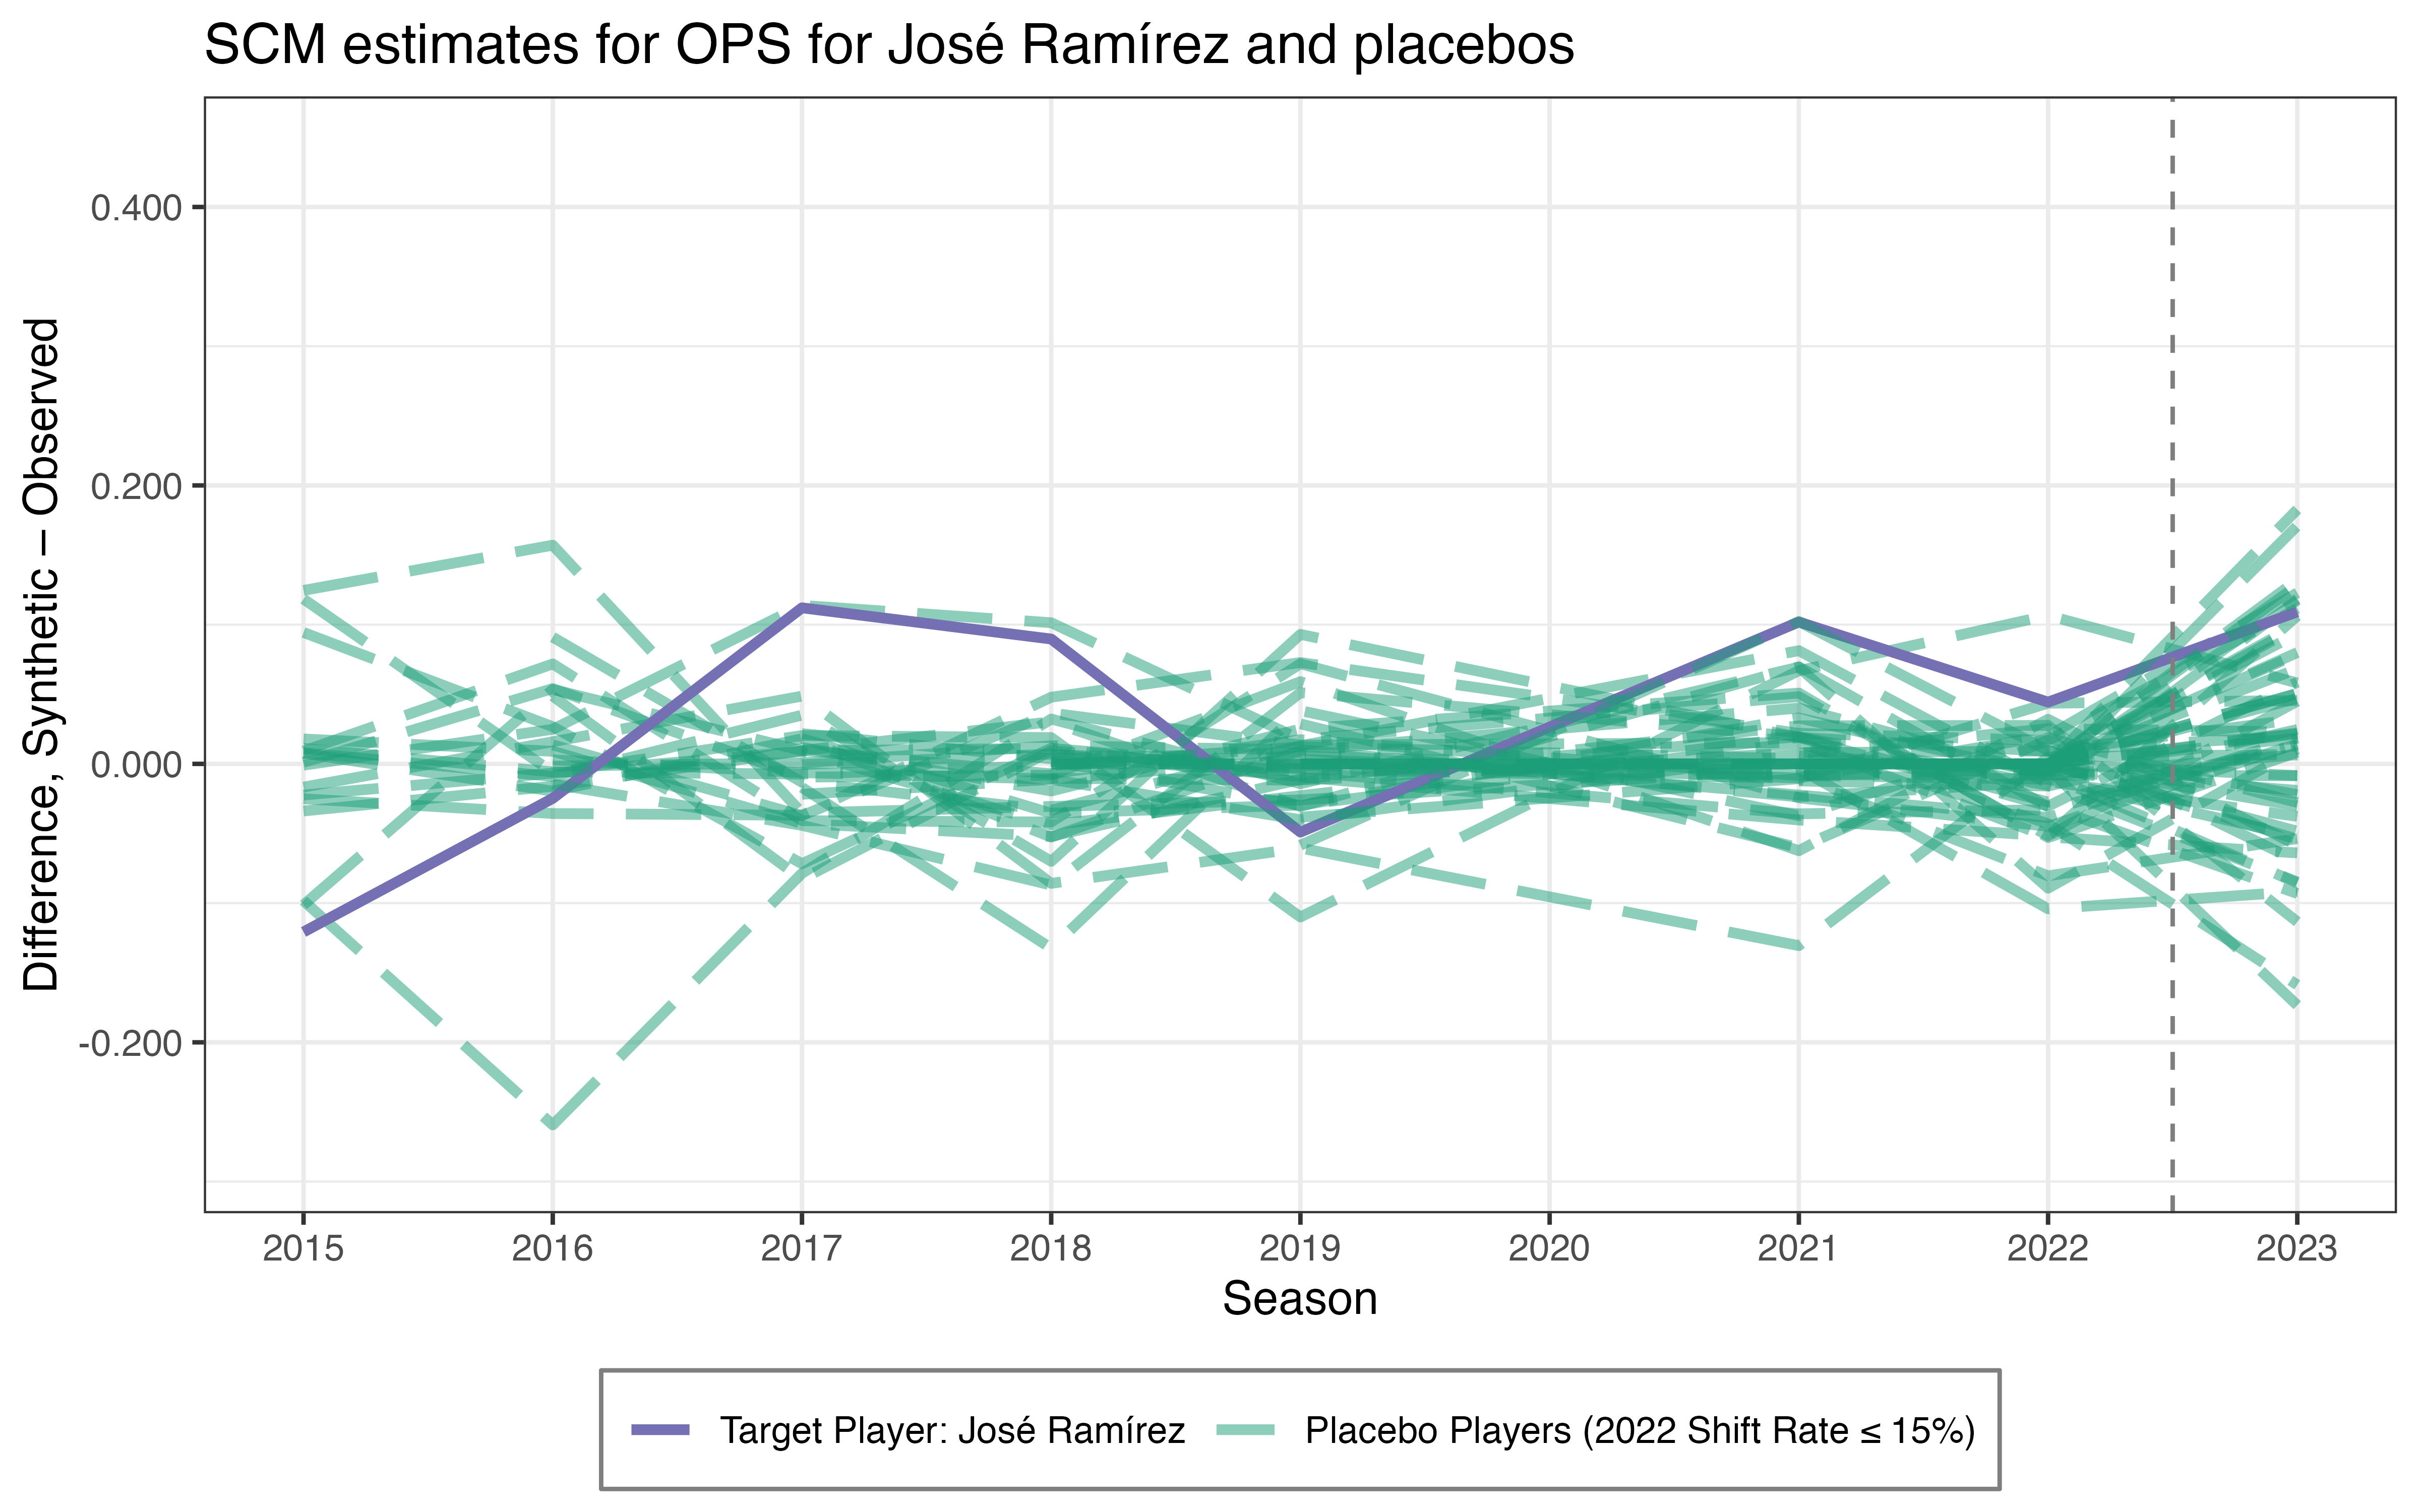 SCM estimates for OPS for José Ramírez and placebos
Difference, Synthetic – Observed
0.400
0.200
0.000
-0.200
2015 2016 2017 2018 2019 2020 2021 2022 2023
Season
Target Player: José Ramírez Placebo Players (2022 Shift Rate ≤ 15%)